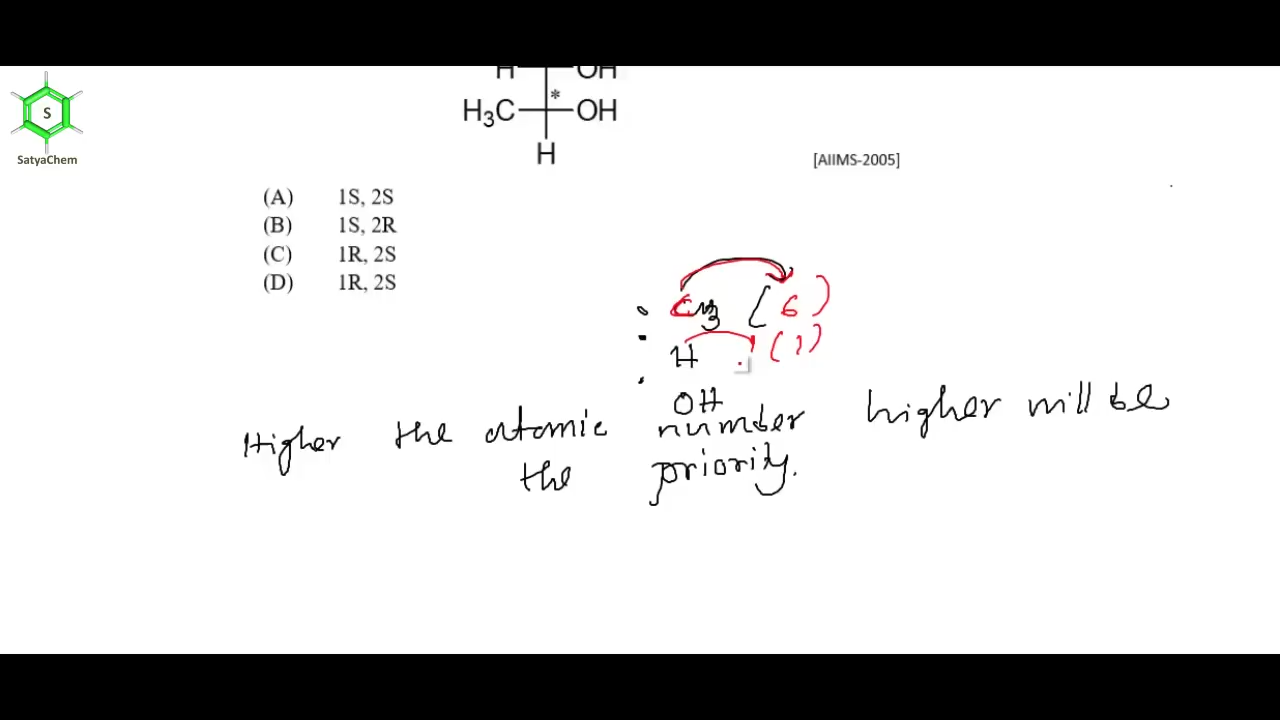 H OH
*
H₃C OH
H
S
SatyaChem
[AIIMS-2005]
(A) 1S, 2S
(B) 1S, 2R
(C) 1R, 2S
(D) 1R, 2S
CH3 (6)
H (1)
OH
Higher the atomic number higher will be
the priority.